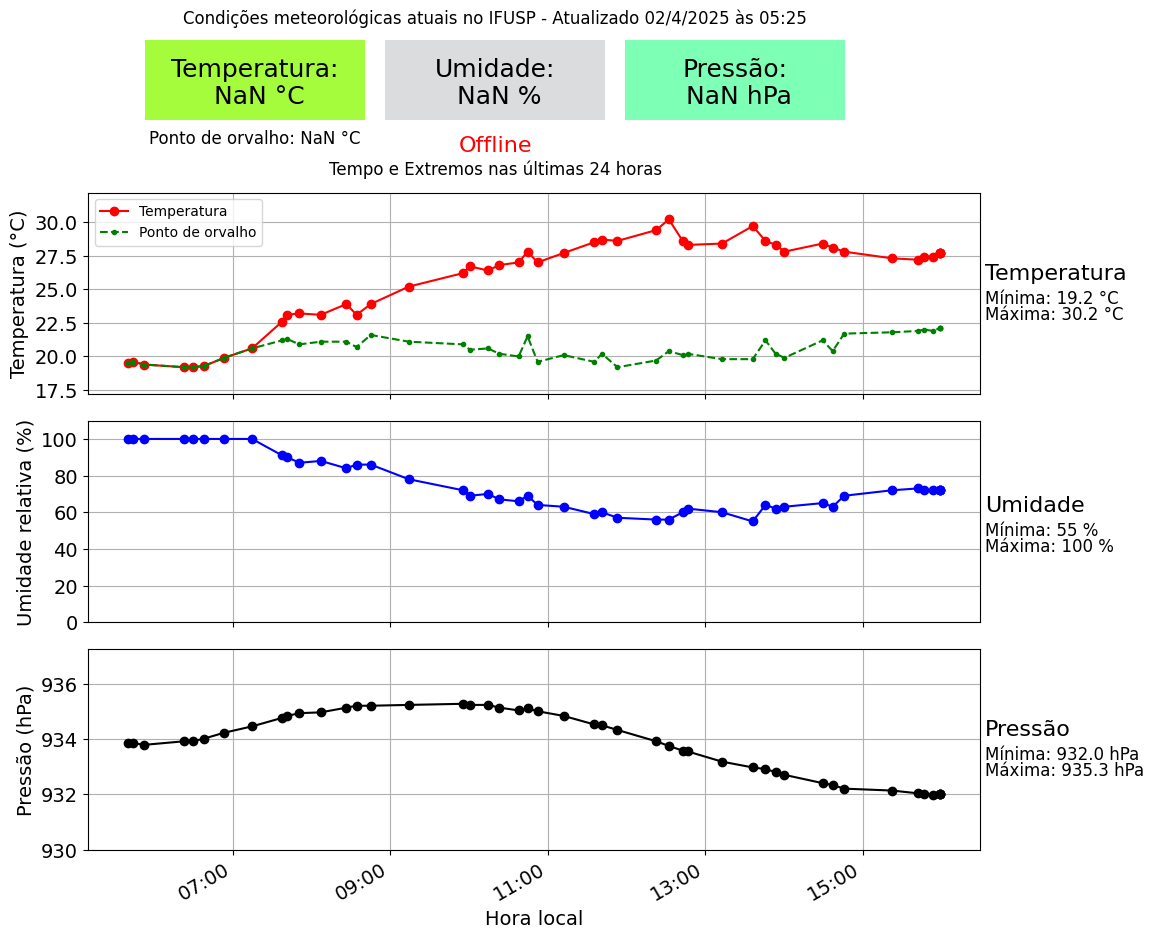 Condições meteorológicas atuais no IFUSP - Atualizado 02/4/2025 às 05:25
Temperatura:
NaN °C
Umidade:
NaN %
Pressão:
NaN hPa
Ponto de orvalho: NaN °C
Offline
Tempo e Extremos nas últimas 24 horas
Temperatura (°C)
30.0
27.5
25.0
22.5
20.0
17.5
Temperatura
Ponto de orvalho
Temperatura
Mínima: 19.2 °C
Máxima: 30.2 °C
Umidade relativa (%)
100
80
60
40
20
0
Umidade
Mínima: 55 %
Máxima: 100 %
Pressão (hPa)
936
934
932
930
Pressão
Mínima: 932.0 hPa
Máxima: 935.3 hPa
07:00
09:00
11:00
13:00
15:00
Hora local